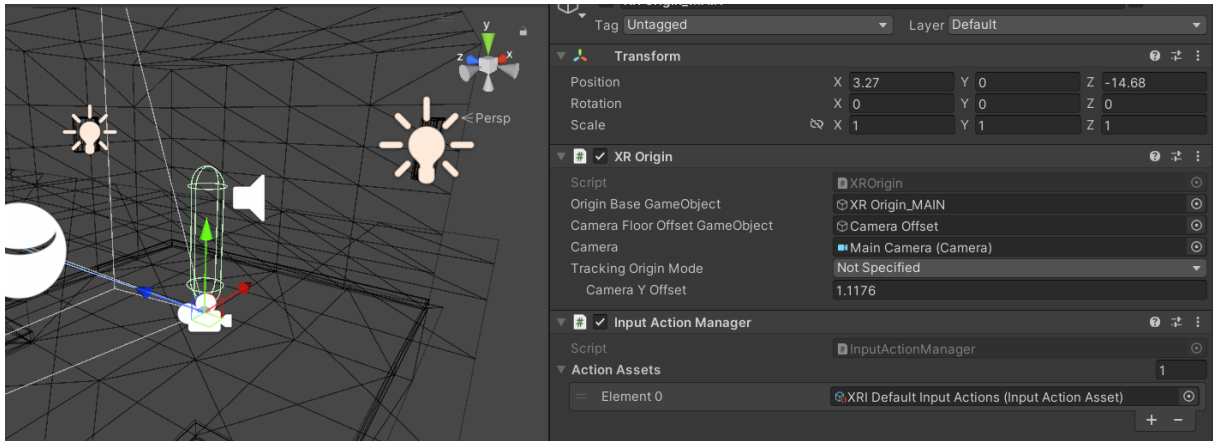 XR Origin_MAIN
Tag Untagged Layer Default
y
z x
Persp
Transform
Position X 3.27 Y 0 Z -14.68
Rotation X 0 Y 0 Z 0
Scale X 1 Y 1 Z 1
# XR Origin
Script # XROrigin
Origin Base GameObject XR Origin_MAIN
Camera Floor Offset GameObject Camera Offset
Camera Main Camera (Camera)
Tracking Origin Mode Not Specified
Camera Y Offset 1.1176
# Input Action Manager
Script # InputActionManager
Action Assets 1
Element 0 XRI Default Input Actions (Input Action Asset)
+ -